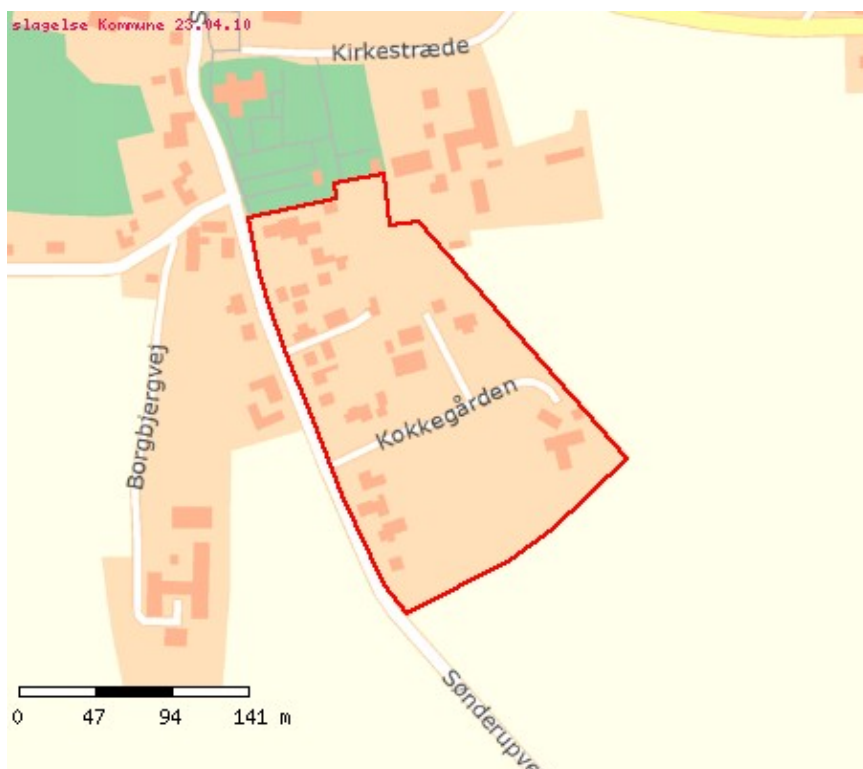 slagelse Kommune 23.04.10
S
Kirkestræde
Borgbjergvej
Kokkegården
Sønderupve
0 47 94 141 m